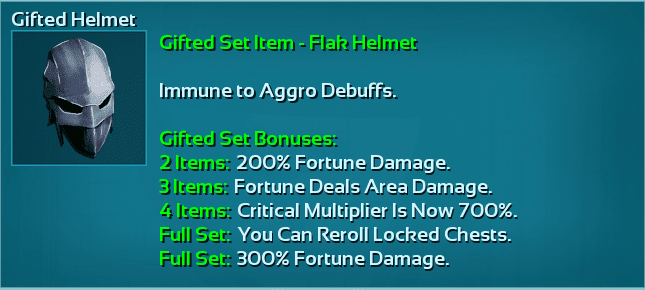 Gifted Helmet
Gifted Set Item - Flak Helmet
Immune to Aggro Debuffs.
Gifted Set Bonuses:
2 Items: 200% Fortune Damage.
3 Items: Fortune Deals Area Damage.
4 Items: Critical Multiplier Is Now 700%.
Full Set: You Can Reroll Locked Chests.
Full Set: 300% Fortune Damage.